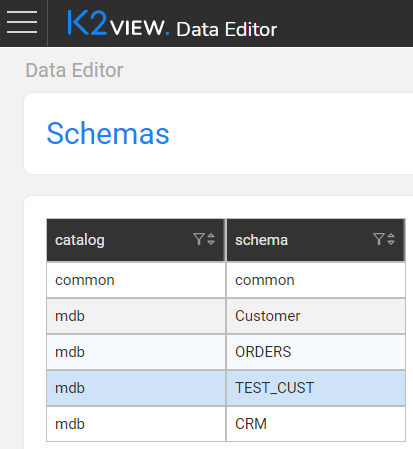 K2VIEW. Data Editor
Data Editor
Schemas
catalog schema
common common
mdb Customer
mdb ORDERS
mdb TEST_CUST
mdb CRM